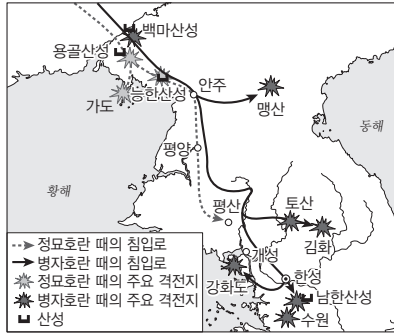 백마산성
용골산성
능한산성
안주
가도
맹산
동해
평양
황해
평산
토산
김화
개성
강화도
한성
남한산성
수원
정묘호란 때의 침입로
병자호란 때의 침입로
정묘호란 때의 주요 격전지
병자호란 때의 주요 격전지
산성